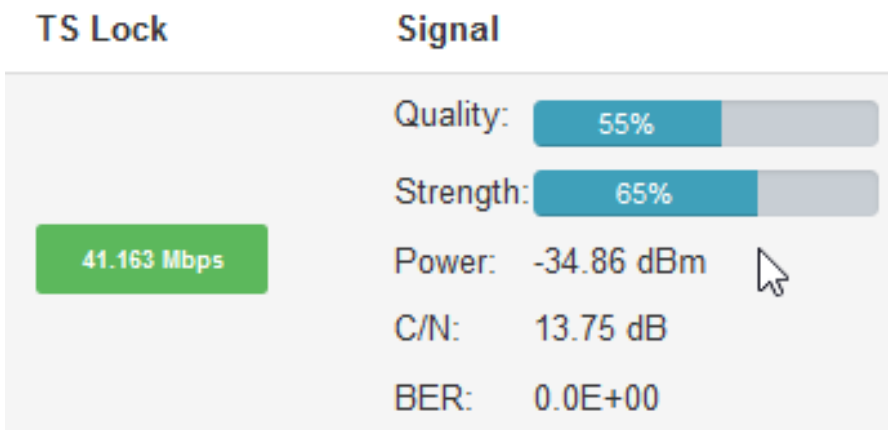 TS Lock Signal
Quality: 55%
Strength: 65%
41.163 Mbps
Power: -34.86 dBm
C/N: 13.75 dB
BER: 0.0E+00